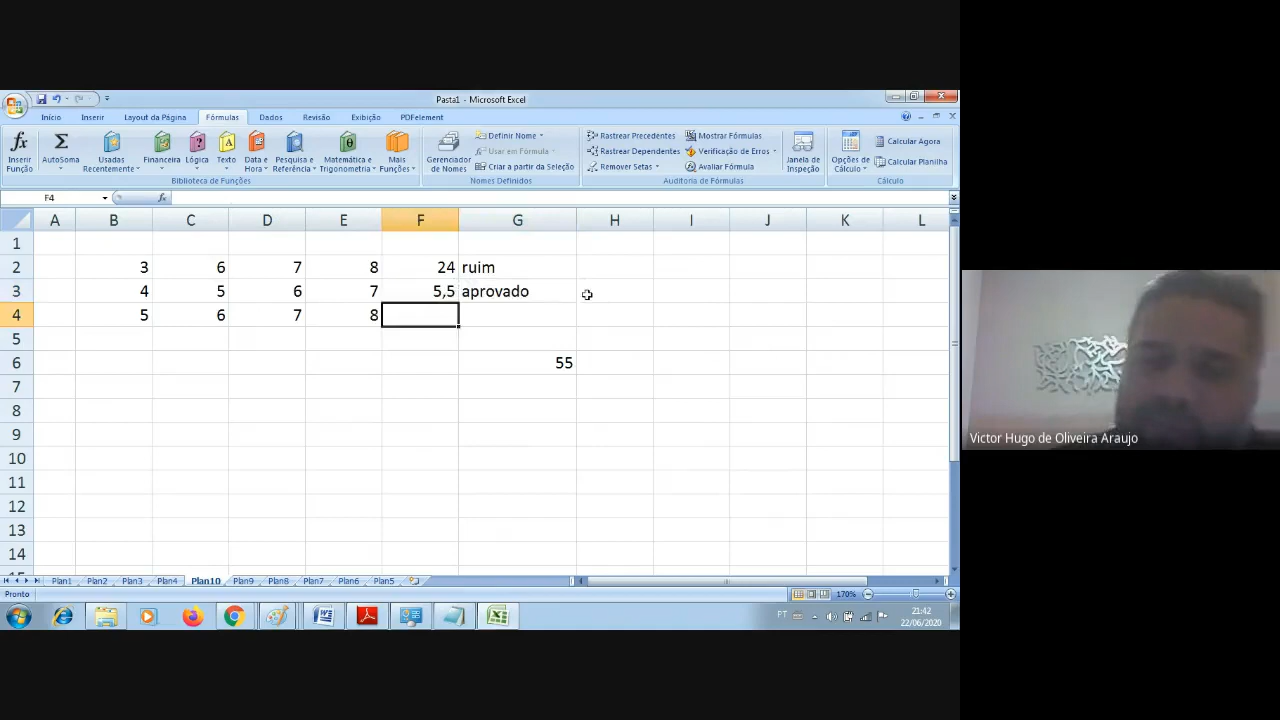 Pasta1 - Microsoft Excel
Início Inserir Layout da Página Fórmulas Dados Revisão Exibição PDFelement
Inserir Função
AutoSoma
Usadas Recentemente
Financeira
Lógica
Texto
Data e Hora
Pesquisa e Referência
Matemática e Trigonometria
Mais Funções
Biblioteca de Funções
Gerenciador de Nomes
Definir Nome
Usar em Fórmula
Criar a partir da Seleção
Nomes Definidos
Rastrear Precedentes
Rastrear Dependentes
Remover Setas
Mostrar Fórmulas
Verificação de Erros
Avaliar Fórmula
Auditoria de Fórmulas
Janela de Inspeção
Opções de Cálculo
Calcular Agora
Calcular Planilha
Cálculo
F4 fx
A B C D E F G H I J K L
1
2 3 6 7 8 24 ruim
3 4 5 6 7 5,5 aprovado
4 5 6 7 8
5
6 55
7
8
9
10
11
12
13
14
Plan1 Plan2 Plan3 Plan4 Plan10 Plan9 Plan8 Plan7 Plan6 Plan5
Pronto 170%
PT 21:42
22/06/2020
Victor Hugo de Oliveira Araujo